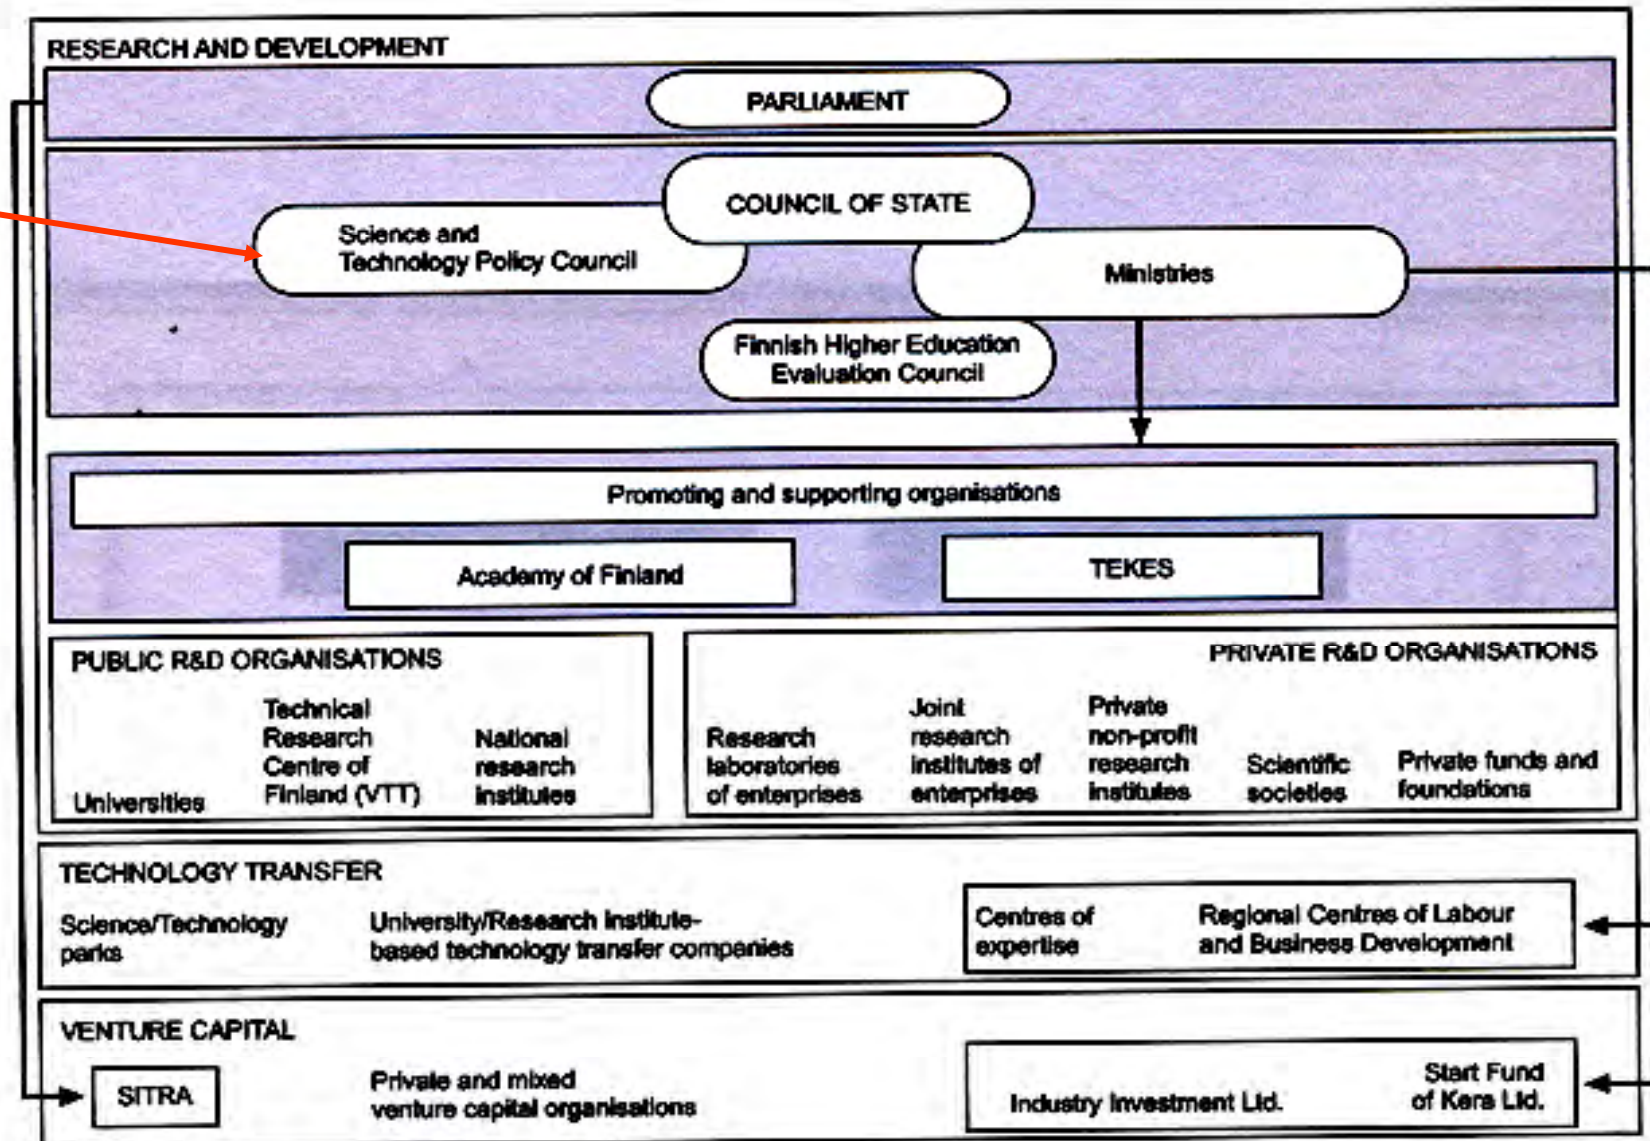 RESEARCH AND DEVELOPMENT
PARLIAMENT
COUNCIL OF STATE
Science and
Technology Policy Council
Ministries
Finnish Higher Education
Evaluation Council
Promoting and supporting organisations
Academy of Finland
TEKES
PUBLIC R&D ORGANISATIONS
Universities
Technical
Research
Centre of
Finland (VTT)
National
research
institutes
PRIVATE R&D ORGANISATIONS
Research
laboratories
of enterprises
Joint
research
institutes of
enterprises
Private
non-profit
research
institutes
Scientific
societies
Private funds and
foundations
TECHNOLOGY TRANSFER
Science/Technology
parks
University/Research institute-
based technology transfer companies
Centres of
expertise
Regional Centres of Labour
and Business Development
VENTURE CAPITAL
SITRA
Private and mixed
venture capital organisations
Industry Investment Ltd.
Start Fund
of Kera Ltd.